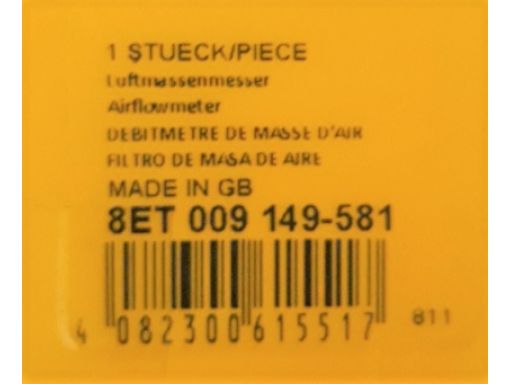 1 STUECK/PIECE
Luftmassenmesser
Airflowmeter
DEBITMETRE DE MASSE D'AIR
FILTRO DE MASA DE AIRE
MADE IN GB
8ET 009 149-581
4 082300 615517 811